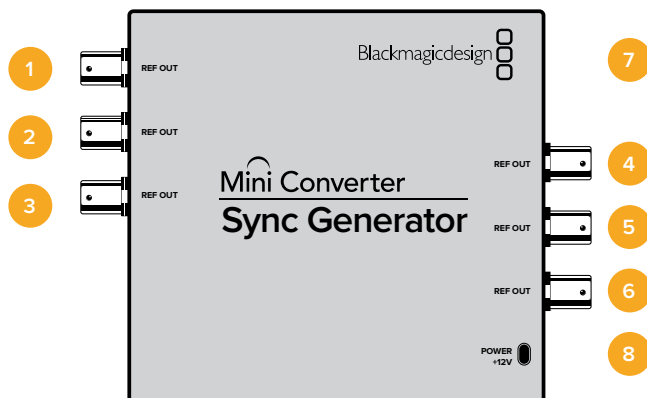 1
REF OUT
Blackmagicdesign
7
2
REF OUT
REF OUT
4
3
REF OUT
Mini Converter
Sync Generator
REF OUT
5
REF OUT
6
POWER
+12V
8